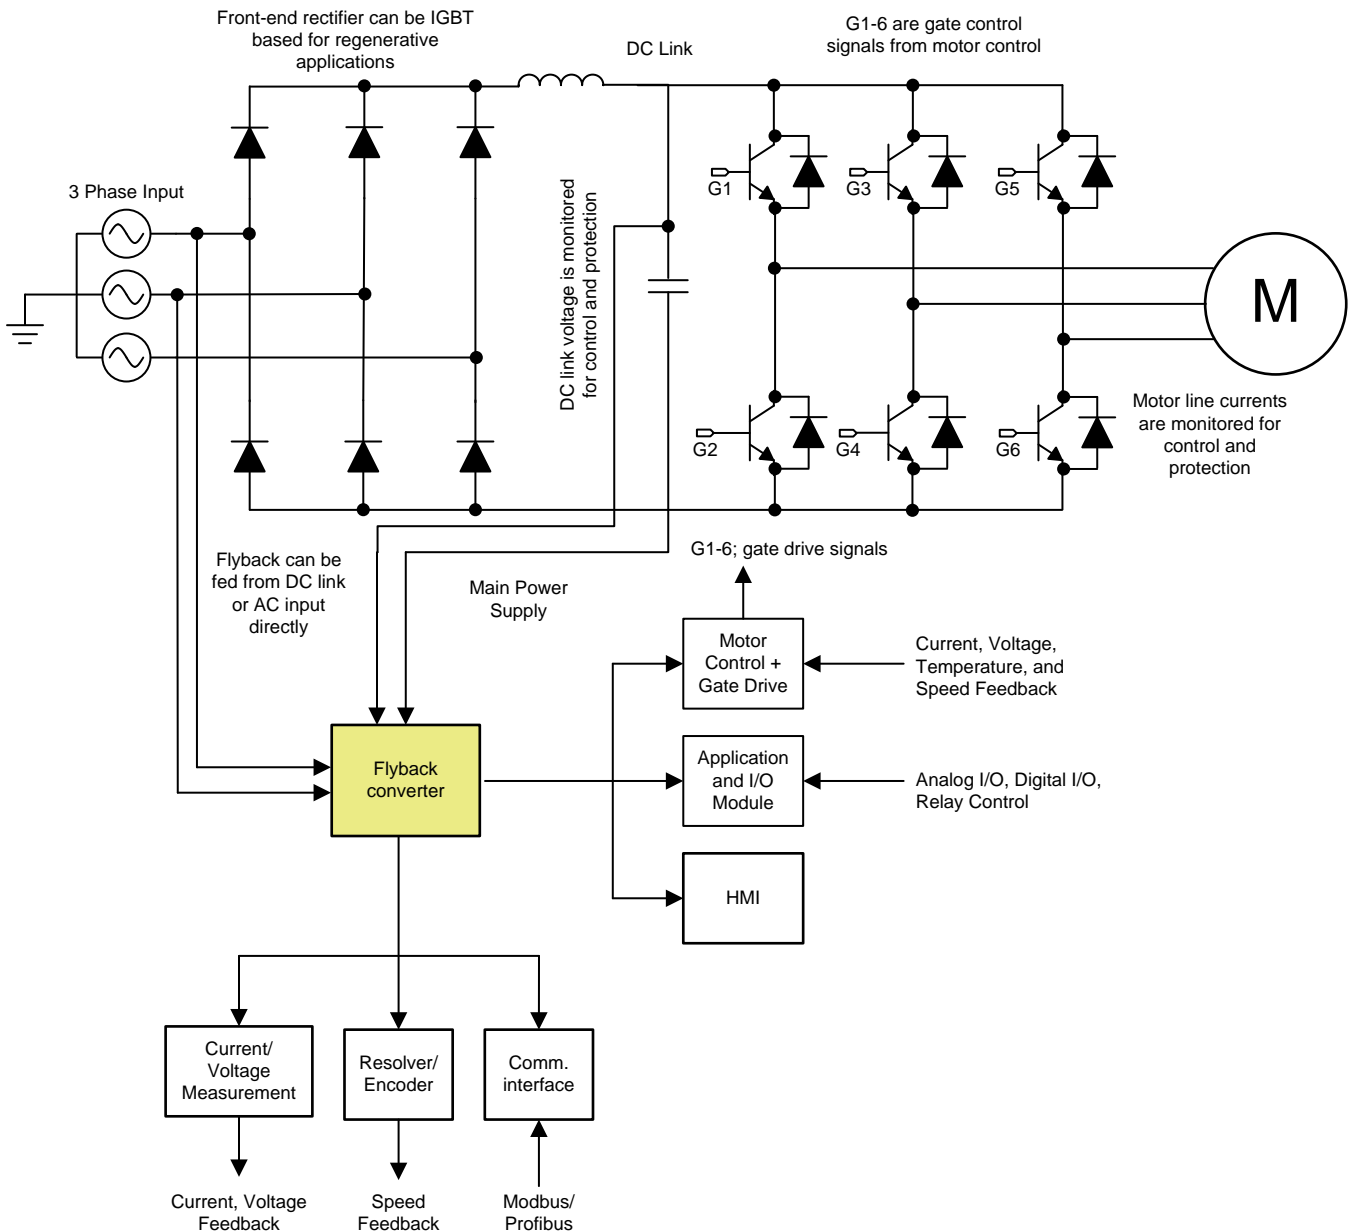 Front-end rectifier can be IGBT
based for regenerative
applications
DC Link
G1-6 are gate control
signals from motor control
3 Phase Input
G1
G3
G5
DC link voltage is monitored
for control and protection
M
G2
G4
G6
Motor line currents
are monitored for
control and
protection
Flyback can be
fed from DC link
or AC input
directly
Main Power
Supply
G1-6; gate drive signals
Motor
Control +
Gate Drive
Current, Voltage,
Temperature, and
Speed Feedback
Flyback
converter
Application
and I/O
Module
Analog I/O, Digital I/O,
Relay Control
HMI
Current/
Voltage
Measurement
Resolver/
Encoder
Comm.
interface
Current, Voltage
Feedback
Speed
Feedback
Modbus/
Profibus